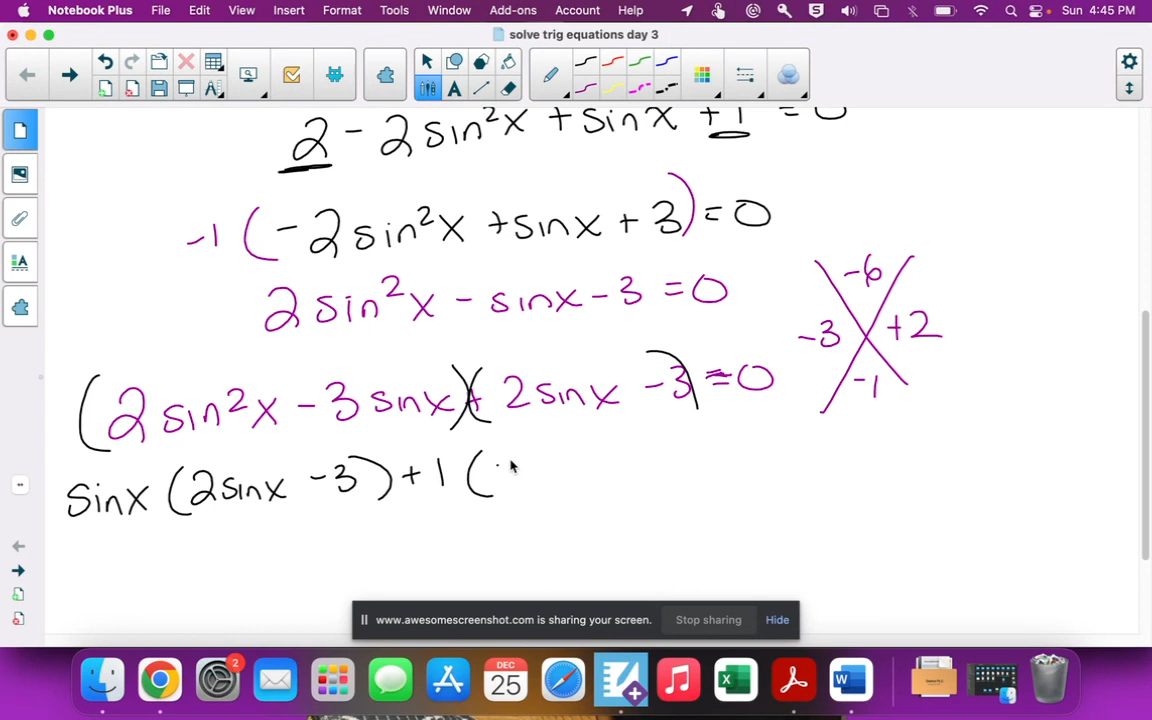 Notebook Plus File Edit View Insert Format Tools Window Add-ons Account Help Sun 4:45 PM
solve trig equations day 3
2 - 2sin²x + sinx + 1 = 0
-1 (-2sin²x + sinx + 3) = 0
2sin²x - sinx - 3 = 0
-6
-3 +2
-1
(2sin²x - 3sinx)+(2sinx - 3) = 0
sinx (2sinx - 3) + 1 (
www.awesomescreenshot.com is sharing your screen. Stop sharing Hide
2
DEC
25